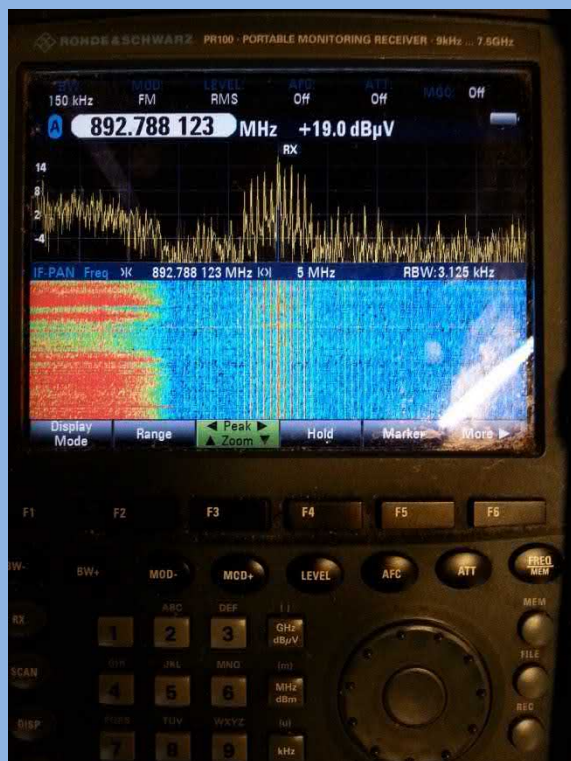 ROHDE&SCHWARZ PR100 · PORTABLE MONITORING RECEIVER · 9kHz ... 7.5GHz
BW: MOD: LEVEL: AFC: ATT: MGC: Off
150 kHz FM RMS Off Off
A 892.788 123 MHz +19.0 dBµV
RX
14
8
2
-4
IF-PAN Freq 892.788 123 MHz 5 MHz RBW: 3.125 kHz
Display Mode Range Peak Zoom Hold Marker More
F1 F2 F3 F4 F5 F6
BW- BW+ MOD- MOD+ LEVEL AFC ATT FREQ MEM
RX ABC DEF (.) MEM
1 2 3 GHz dBµV
FILE
SCAN GHI JKL MNO (m)
4 5 6 MHz dBm
REC
DISP PQRS TUV WXYZ (u)
7 8 9 kHz